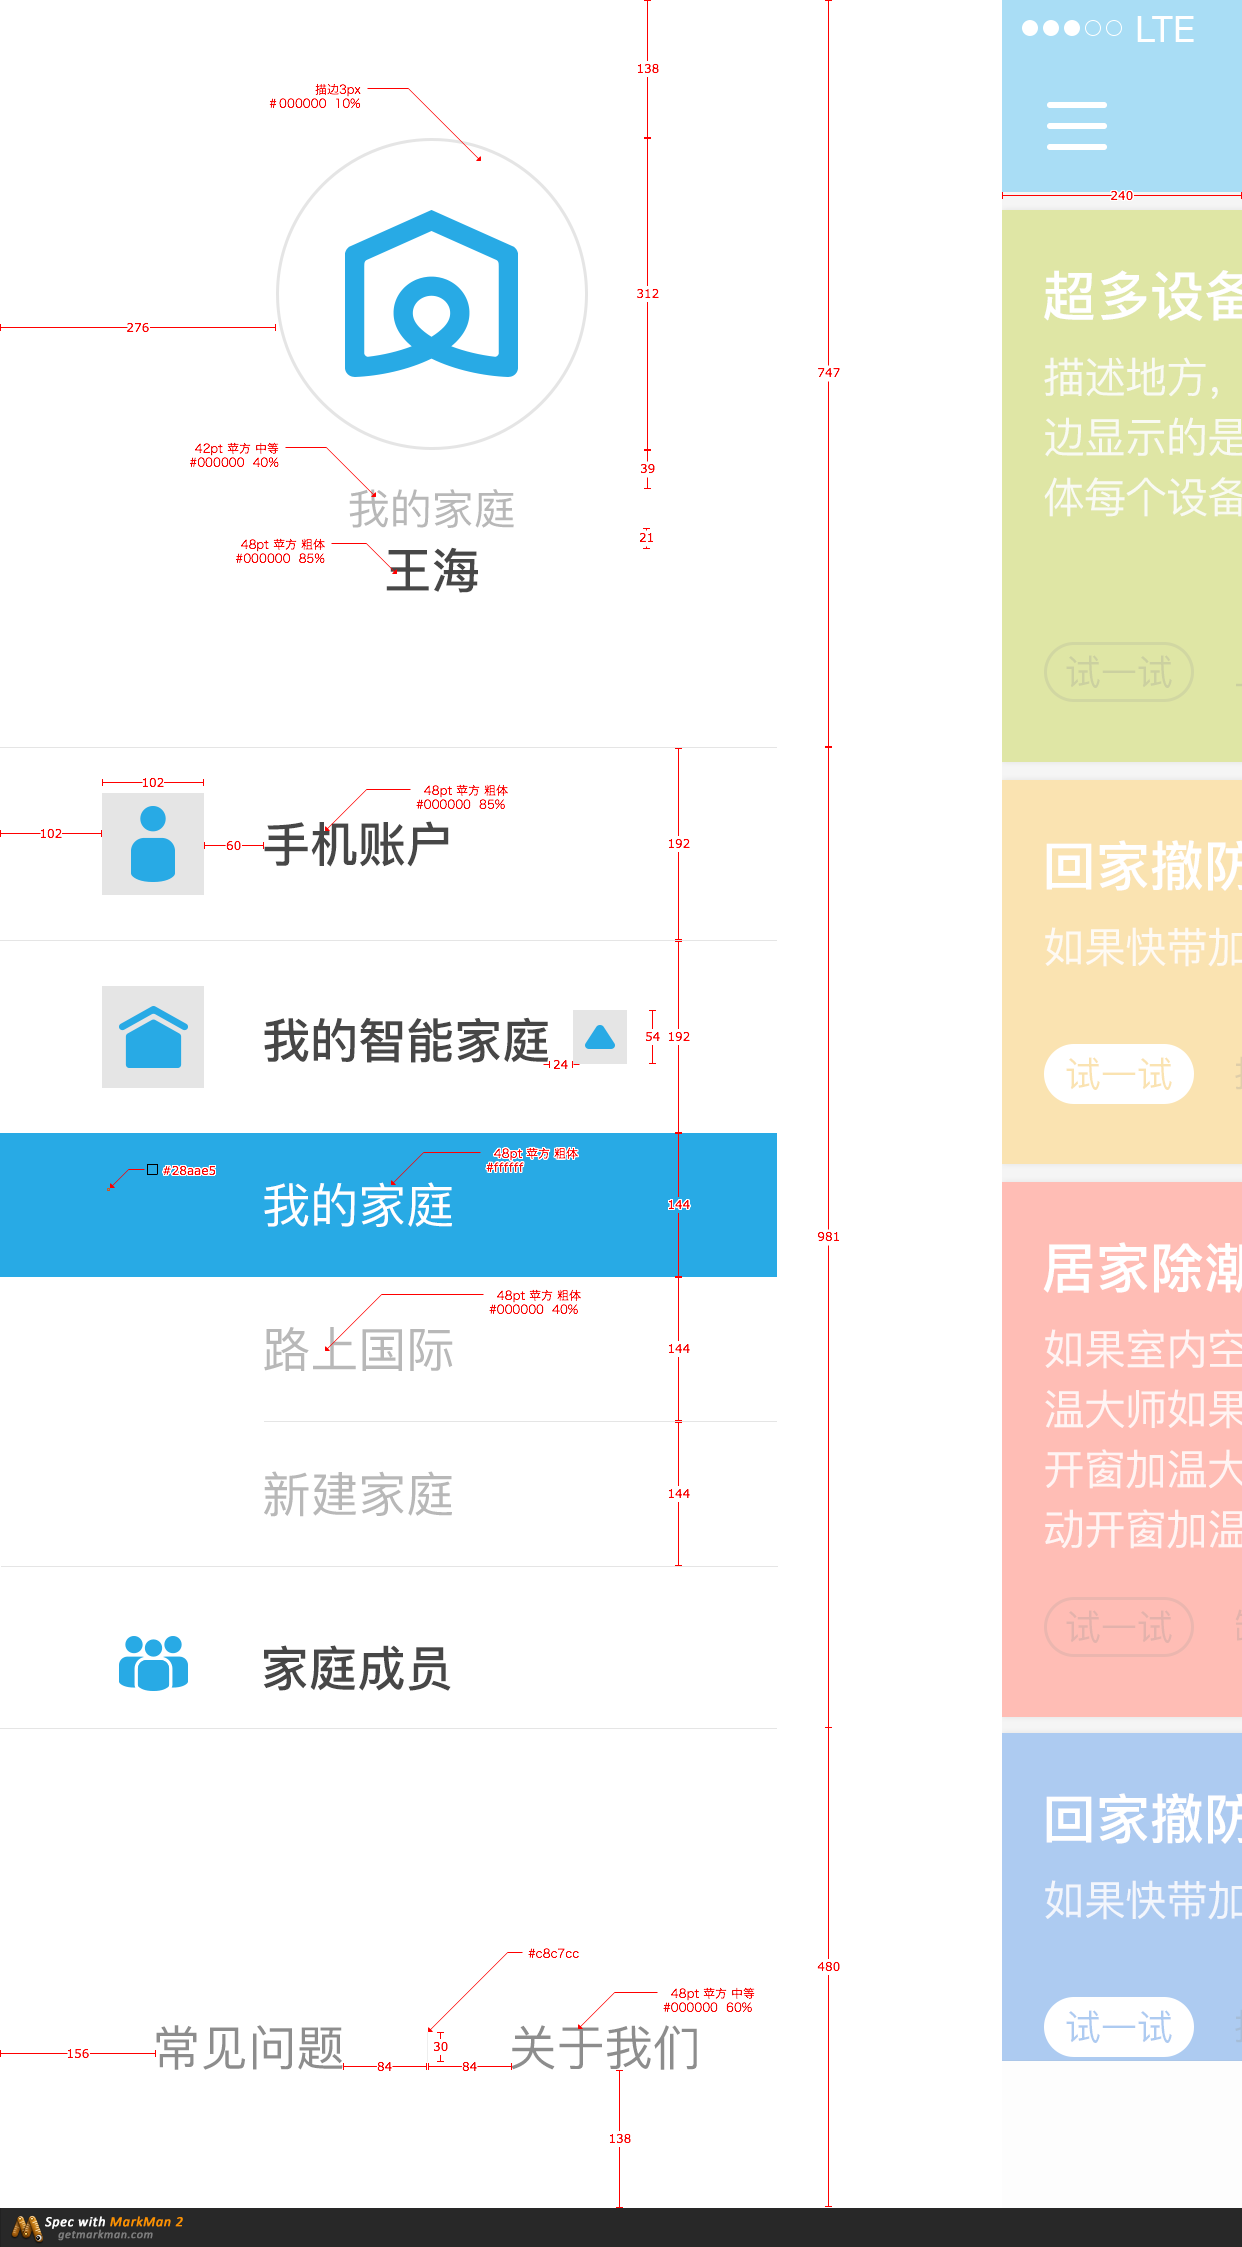 LTE
138
描边3px
#000000 10%
240
312
276
747
超多设备
描述地方，
边显示的是
体每个设备
42pt 苹方 中等
#000000 40%
39
我的家庭
21
48pt 苹方 粗体
#000000 85%
王海
试一试
102
48pt 苹方 粗体
#000000 85%
102
60
手机账户
192
回家撤防
如果快带加
我的智能家庭
54
192
24
试一试
48pt 苹方 粗体
#ffffff
#28aae5
我的家庭
144
981
居家除潮
48pt 苹方 粗体
#000000 40%
路上国际
144
如果室内空
温大师如果
开窗加温大
动开窗加温
新建家庭
144
试一试
家庭成员
回家撤防
如果快带加
#c8c7cc
480
48pt 苹方 中等
#000000 60%
试一试
常见问题
关于我们
156
30
84
84
138
Spec with MarkMan 2
getmarkman.com